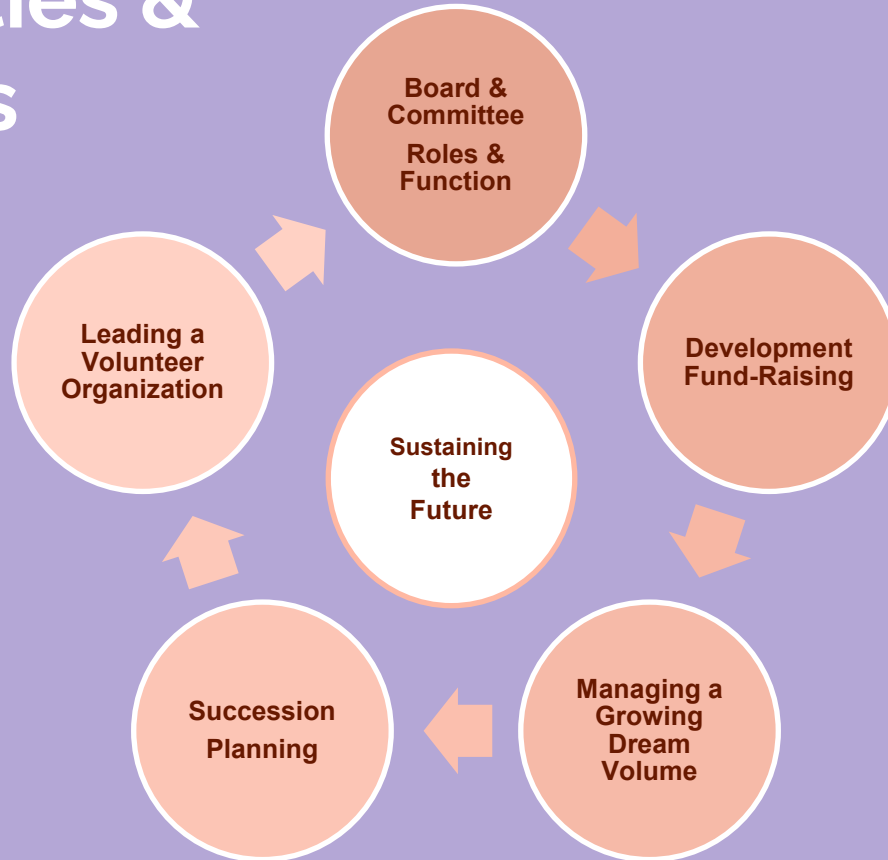 &
Board &
Committee
Roles &
Function
Development
Fund-Raising
Managing a
Growing
Dream
Volume
Succession
Planning
Leading a
Volunteer
Organization
Sustaining
the
Future